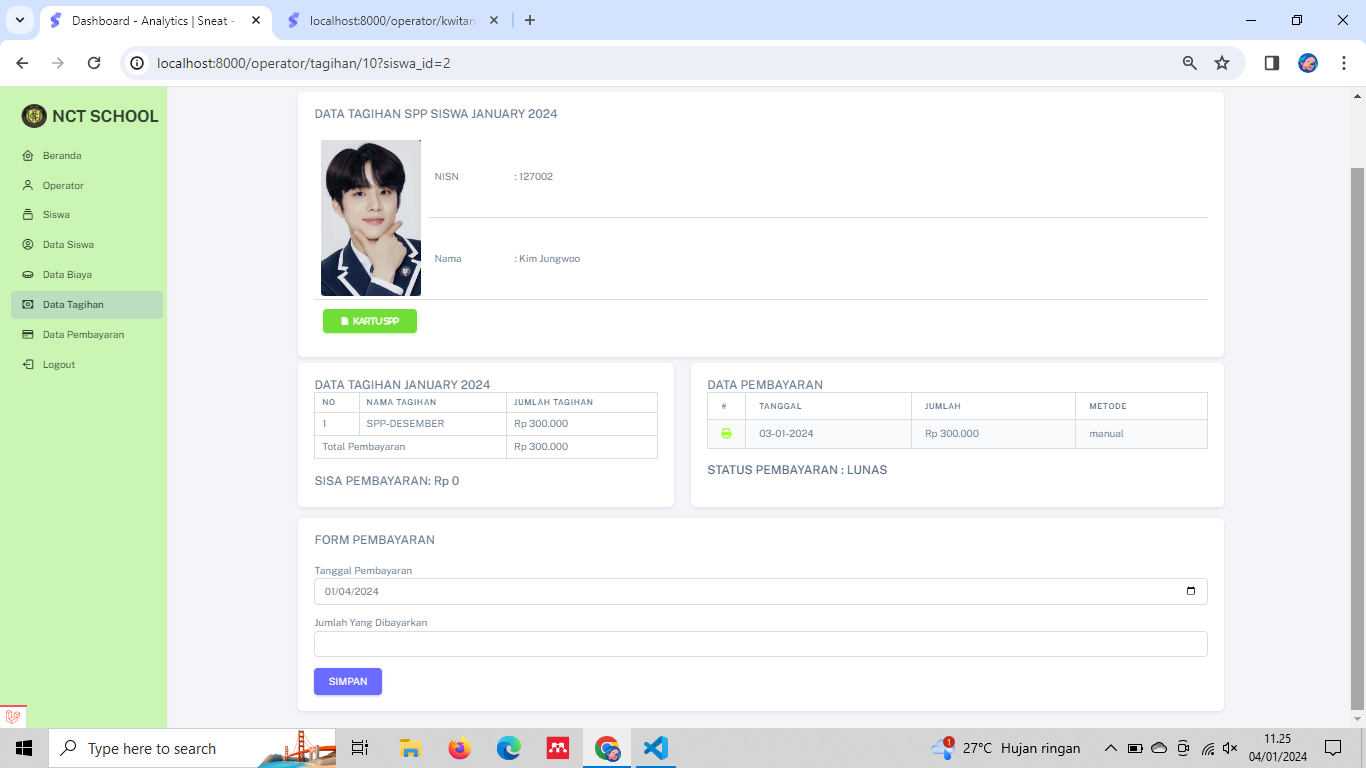 Dashboard - Analytics | Sneat -
localhost:8000/operator/kwitan
localhost:8000/operator/tagihan/10?siswa_id=2
NCT SCHOOL
Beranda
Operator
Siswa
Data Siswa
Data Biaya
Data Tagihan
Data Pembayaran
Logout
DATA TAGIHAN SPP SISWA JANUARY 2024
NISN : 127002
Nama : Kim Jungwoo
KARTU SPP
DATA TAGIHAN JANUARY 2024
NO NAMA TAGIHAN JUMLAH TAGIHAN
1 SPP-DESEMBER Rp 300.000
Total Pembayaran Rp 300.000
SISA PEMBAYARAN: Rp 0
DATA PEMBAYARAN
# TANGGAL JUMLAH METODE
03-01-2024 Rp 300.000 manual
STATUS PEMBAYARAN : LUNAS
FORM PEMBAYARAN
Tanggal Pembayaran
01/04/2024
Jumlah Yang Dibayarkan
SIMPAN
Type here to search
1
27°C Hujan ringan
11.25
04/01/2024